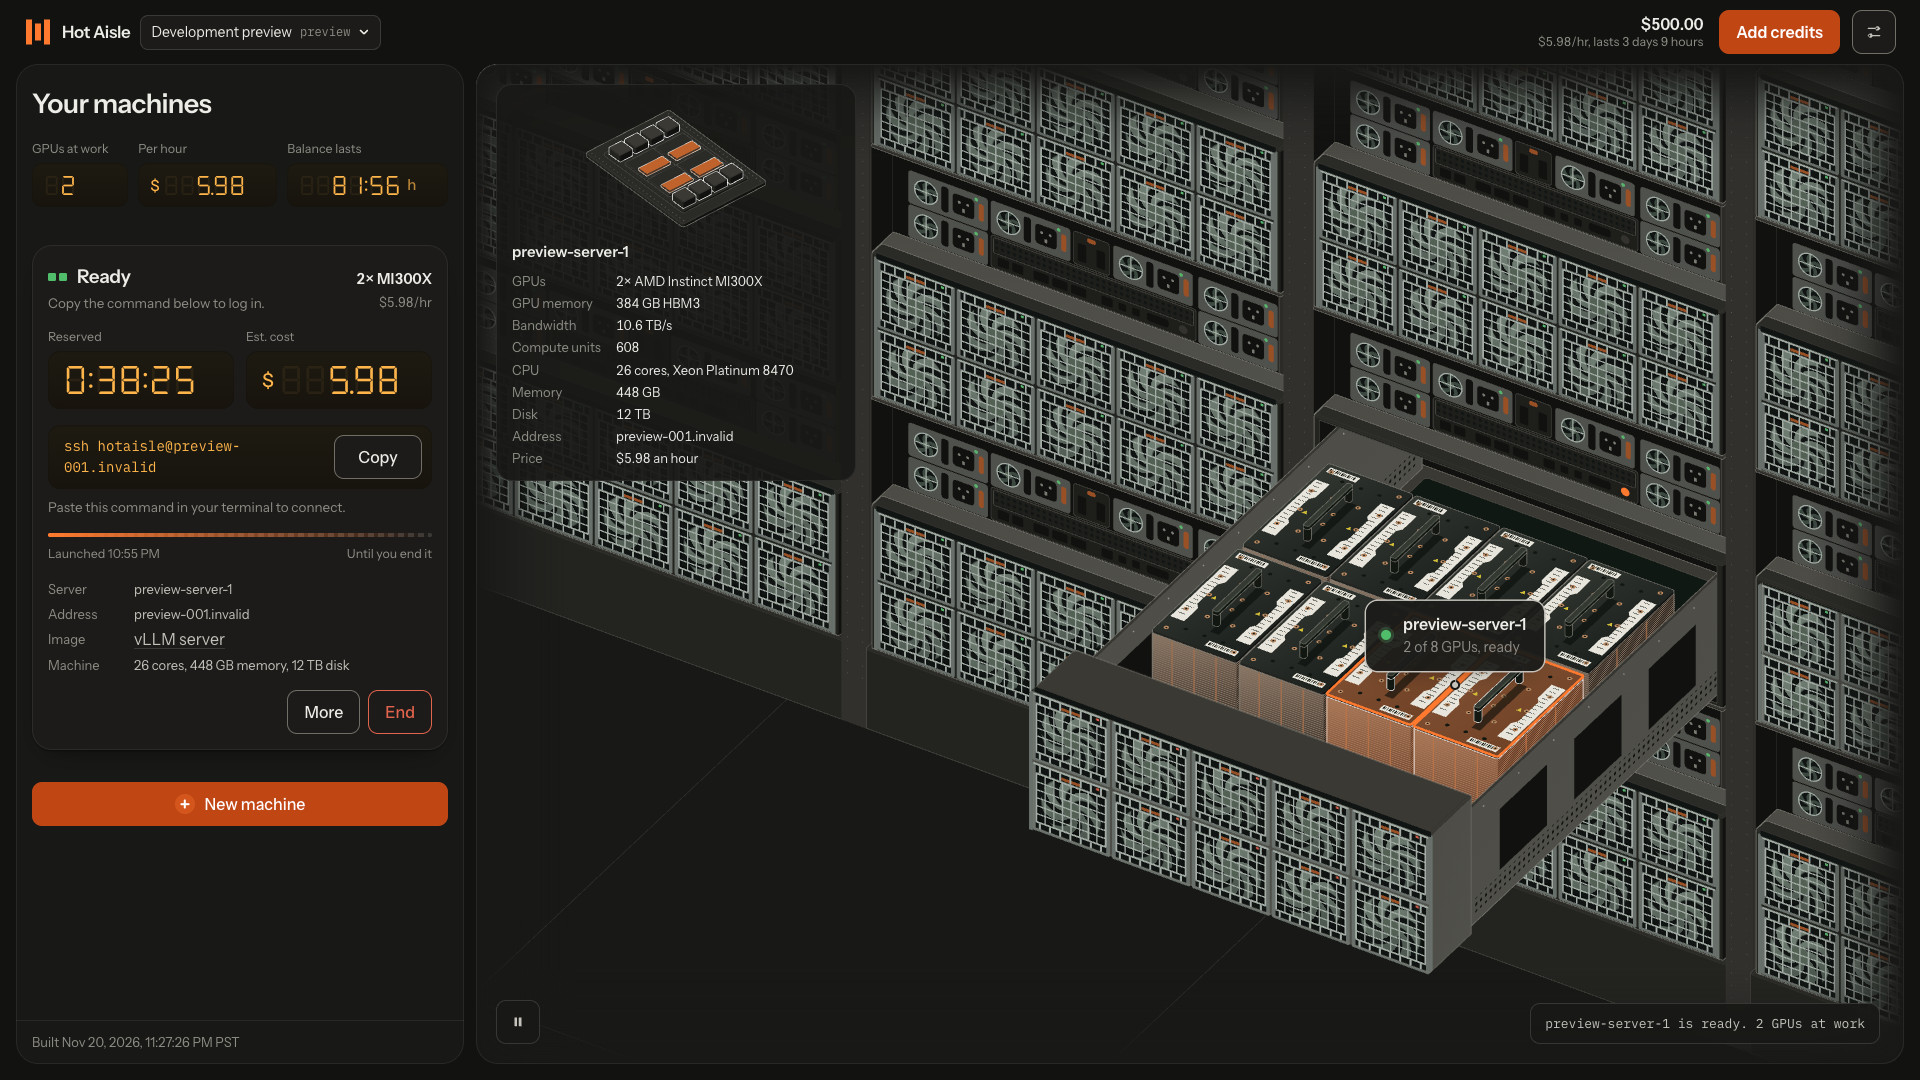 Hot Aisle
Development preview preview
$500.00
$5.98/hr, lasts 3 days 9 hours
Add credits
Your machines
GPUs at work
Per hour
Balance lasts
2
$ 5.98
81:56 h
Ready
2× MI300X
Copy the command below to log in.
$5.98/hr
Reserved
Est. cost
0:38:25
$ 5.98
ssh hotaisle@preview-
001.invalid
Copy
Paste this command in your terminal to connect.
Launched 10:55 PM
Until you end it
Server preview-server-1
Address preview-001.invalid
Image vLLM server
Machine 26 cores, 448 GB memory, 12 TB disk
More
End
New machine
Built Nov 20, 2026, 11:27:26 PM PST
preview-server-1
GPUs 2× AMD Instinct MI300X
GPU memory 384 GB HBM3
Bandwidth 10.6 TB/s
Compute units 608
CPU 26 cores, Xeon Platinum 8470
Memory 448 GB
Disk 12 TB
Address preview-001.invalid
Price $5.98 an hour
preview-server-1
2 of 8 GPUs, ready
preview-server-1 is ready. 2 GPUs at work